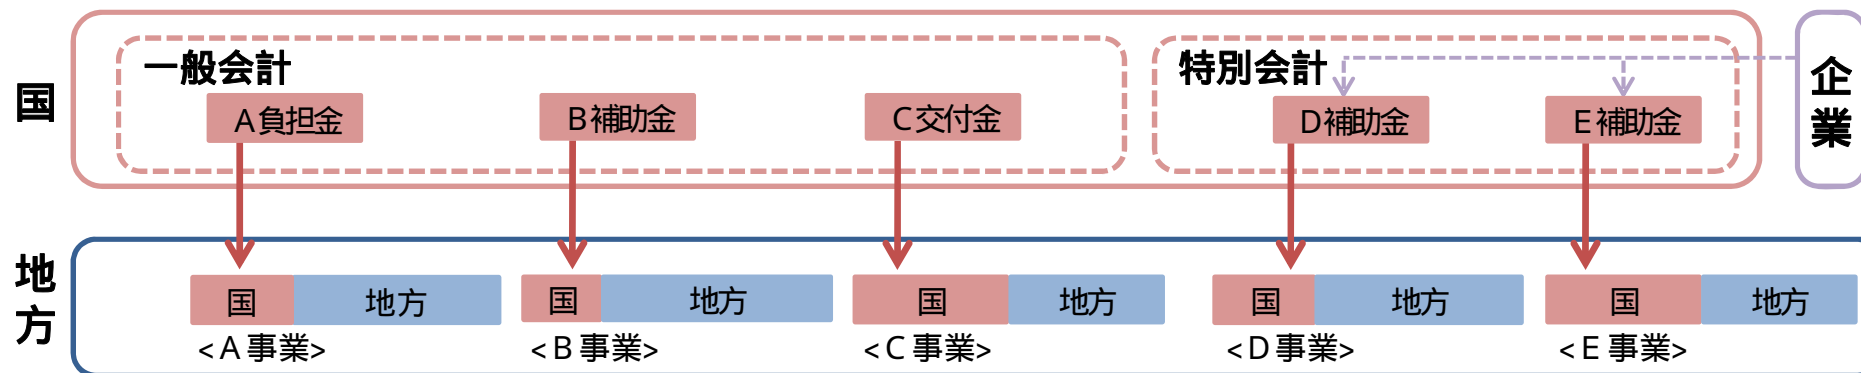 国
一般会計
A負担金
B補助金
C交付金
特別会計
D補助金
E補助金
企業
地方
国 地方
<A事業>
国 地方
<B事業>
国 地方
<C事業>
国 地方
<D事業>
国 地方
<E事業>